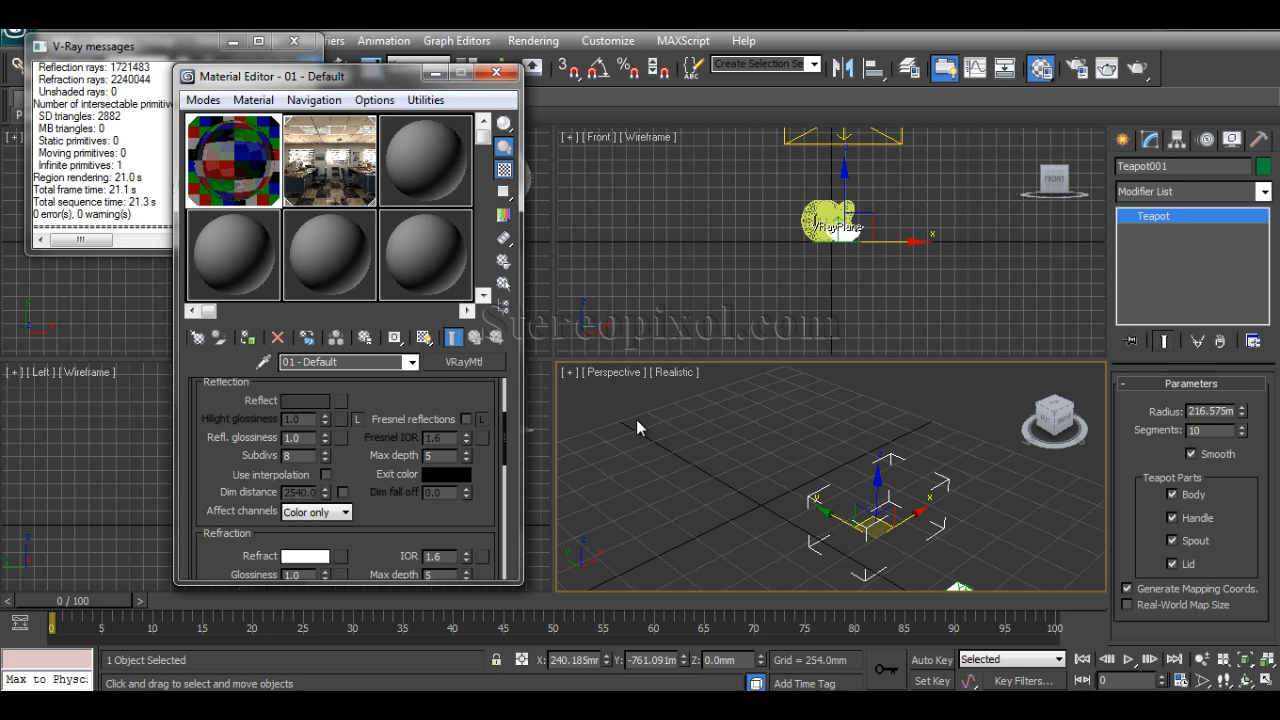 V-Ray messages
Reflection rays: 1721483
Refraction rays: 2240044
Unshaded rays: 0
Number of intersectable primitiv
SD triangles: 2882
MB triangles: 0
Static primitives: 0
Moving primitives: 0
Infinite primitives: 1
Region rendering: 21.0 s
Total frame time: 21.1 s
Total sequence time: 21.3 s
0 error(s), 0 warning(s)
ifiers Animation Graph Editors Rendering Customize MAXScript Help
Create Selection Se
Material Editor - 01 - Default
Modes Material Navigation Options Utilities
01 - Default
VRayMtl
Reflection
Reflect
Hilight glossiness 1.0 L Fresnel reflections L
Refl. glossiness 1.0 Fresnel IOR 1.6
Subdivs 8 Max depth 5
Use interpolation Exit color
Dim distance 2540.0 Dim fall off 0.0
Affect channels Color only
Refraction
Refract IOR 1.6
Glossiness 1.0 Max depth 5
[+] [Front] [Wireframe]
FRONT
VRayPlane
x
z
Stereopixol.com
[+] [Left] [Wireframe]
[+] [Perspective] [Realistic]
Teapot001
Modifier List
Teapot
Parameters
Radius: 216.575m
Segments: 10
Smooth
Teapot Parts
Body
Handle
Spout
Lid
Generate Mapping Coords.
Real-World Map Size
0 / 100
0 5 10 15 20 25 30 35 40 45 50 55 60 65 70 75 80 85 90 95 100
1 Object Selected
X: 240.185mr Y: -761.091m Z: 0.0mm Grid = 254.0mm
Auto Key Selected
Max to Physc
Click and drag to select and move objects
Add Time Tag
Set Key Key Filters... 0